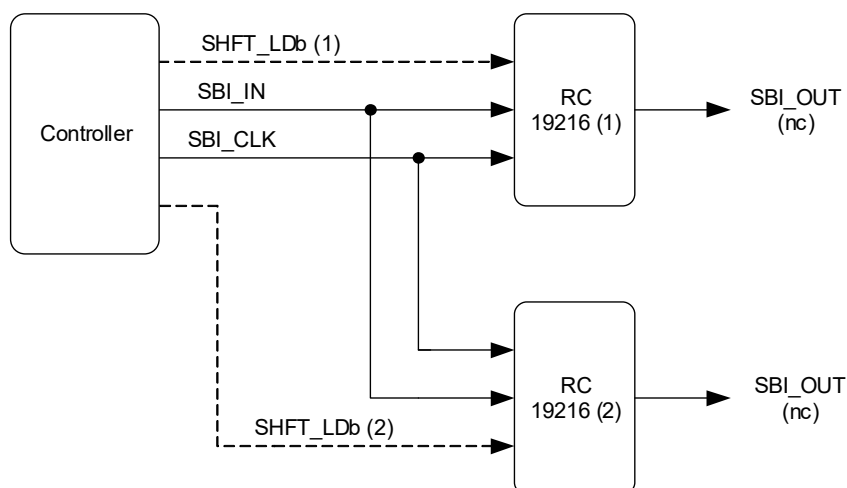 SHFT_LDb (1)
SBI_IN
SBI_CLK
Controller
RC
19216 (1)
SBI_OUT
(nc)
RC
19216 (2)
SBI_OUT
(nc)
SHFT_LDb (2)